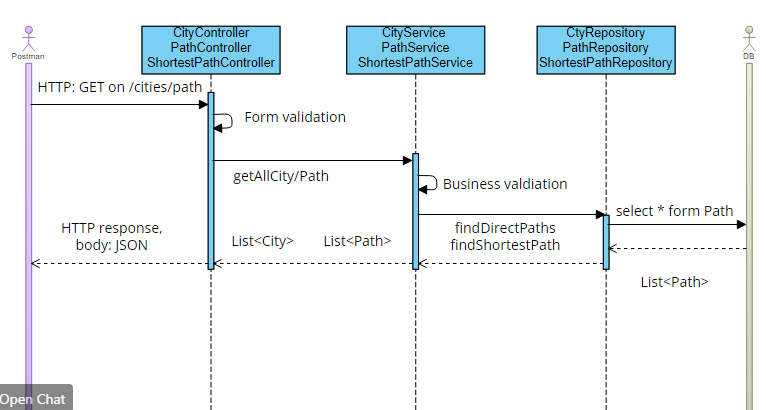 CityController
PathController
ShortestPathController
CityService
PathService
ShortestPathService
CtyRepository
PathRepository
ShortestPathRepository
Postman
DB
HTTP: GET on /cities/path
Form validation
getAllCity/Path
Business valdiation
select * form Path
findDirectPaths
findShortestPath
HTTP response,
body: JSON
List<City>
List<Path>
List<Path>
Open Chat